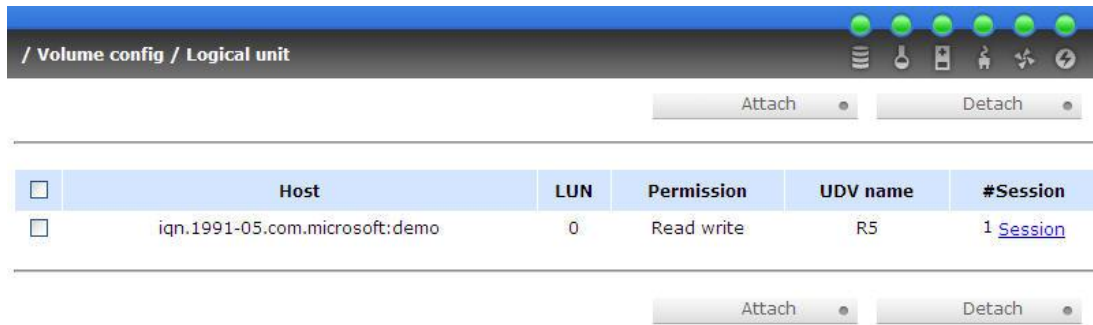 / Volume config / Logical unit
Attach Detach
Host LUN Permission UDV name #Session
iqn.1991-05.com.microsoft:demo 0 Read write R5 1 Session
Attach Detach